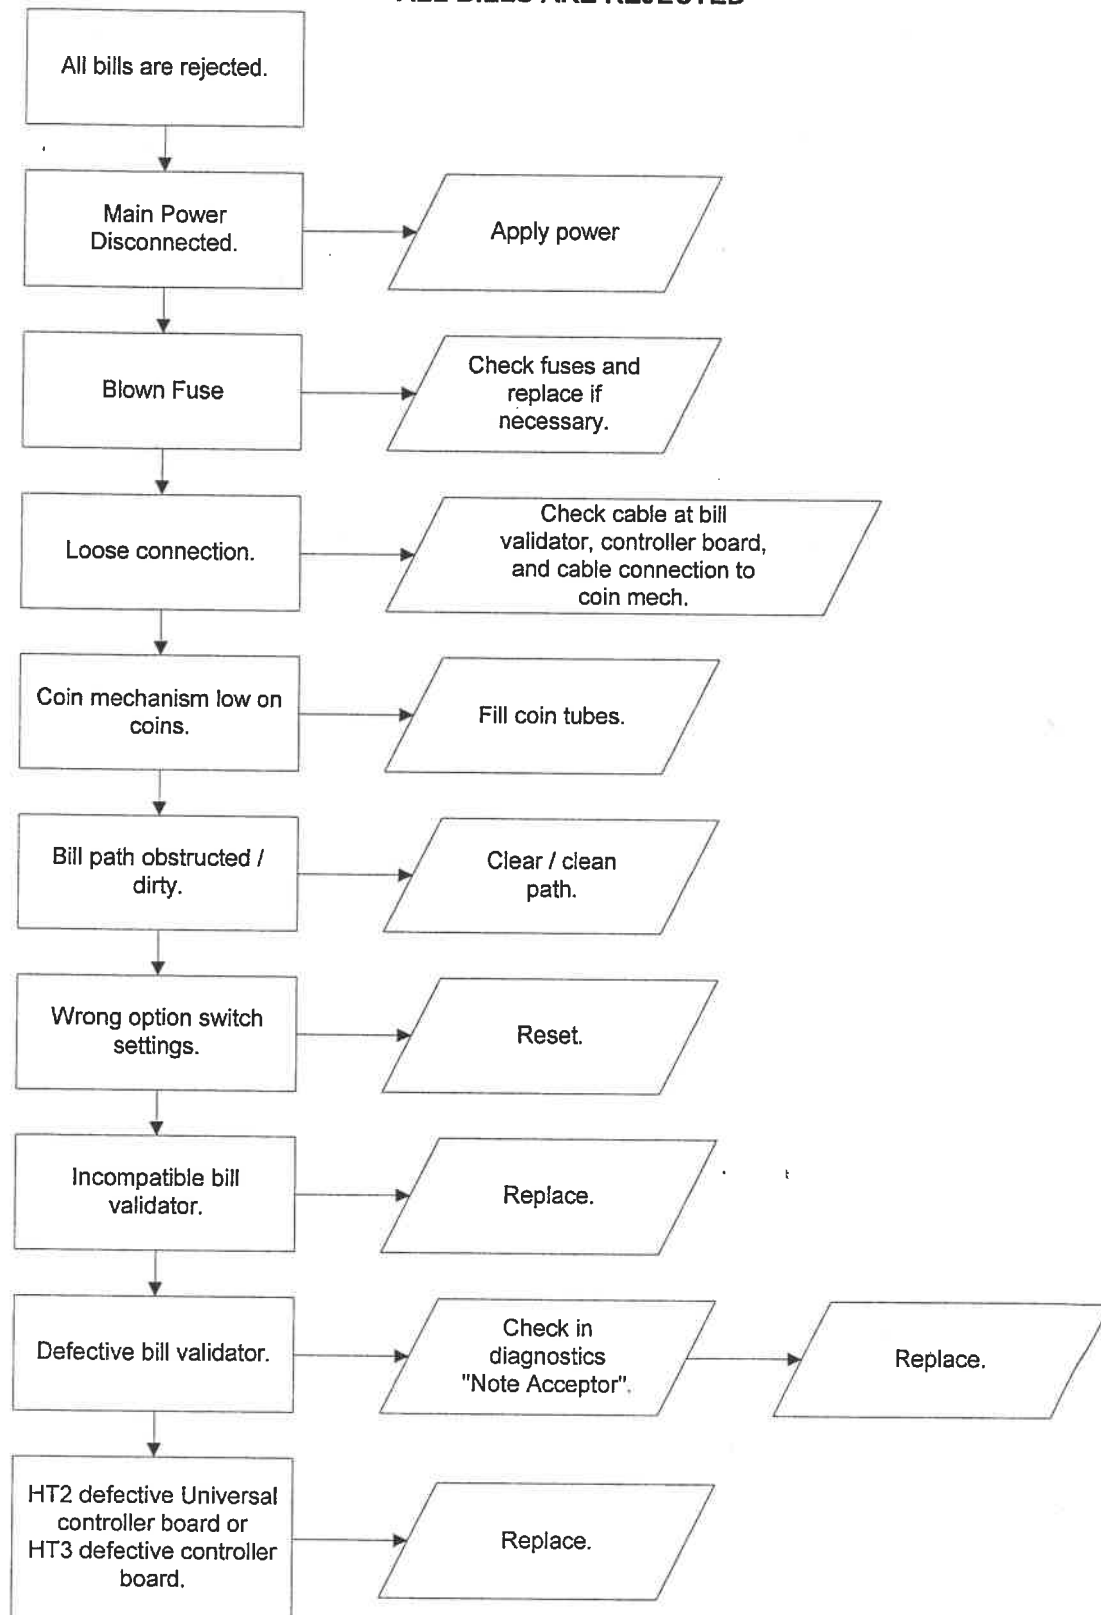 ALL BILLS ARE REJECTED
All bills are rejected.
Main Power
Disconnected.
Apply power
Blown Fuse
Check fuses and
replace if
necessary.
Loose connection.
Check cable at bill
validator, controller board,
and cable connection to
coin mech.
Coin mechanism low on
coins.
Fill coin tubes.
Bill path obstructed /
dirty.
Clear / clean
path.
Wrong option switch
settings.
Reset.
Incompatible bill
validator.
Replace.
Defective bill validator.
Check in
diagnostics
"Note Acceptor".
Replace.
HT2 defective Universal
controller board or
HT3 defective controller
board.
Replace.